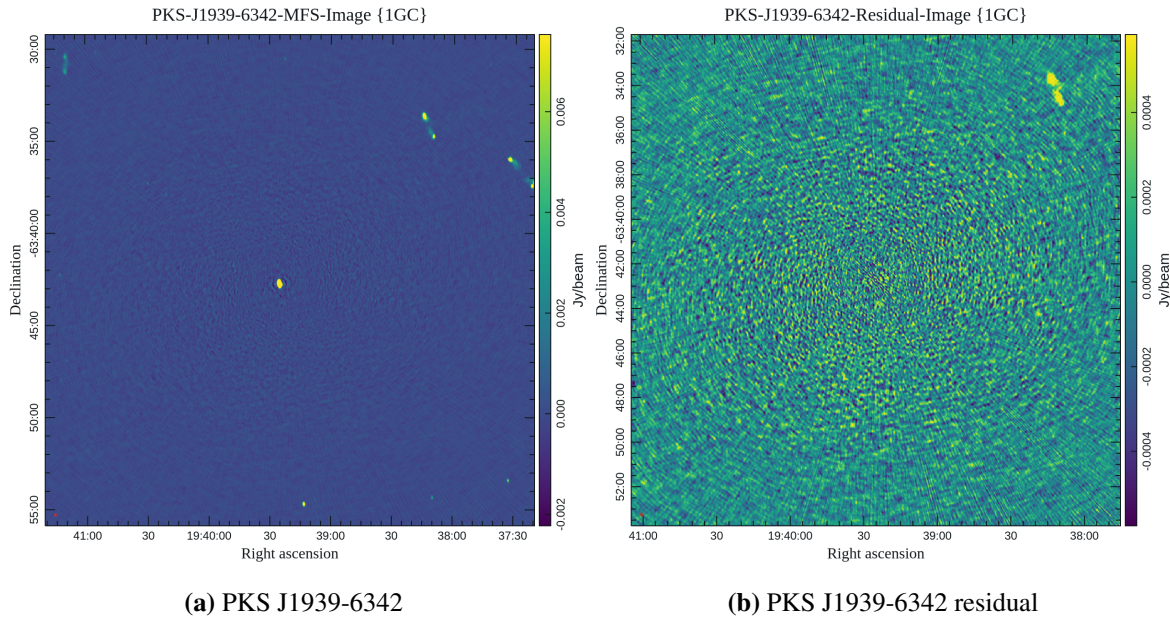 PKS-J1939-6342-MFS-Image {1GC}
30:00
35:00
-63:40:00
45:00
50:00
55:00
Declination
41:00 30 19:40:00 30 39:00 30 38:00 37:30
Right ascension
0.006
0.004
0.002
0.000
-0.002
Jy/beam
(a) PKS J1939-6342
PKS-J1939-6342-Residual-Image {1GC}
32:00
34:00
36:00
38:00
-63:40:00
42:00
44:00
46:00
48:00
50:00
52:00
Declination
41:00 30 19:40:00 30 39:00 30 38:00
Right ascension
0.0004
0.0002
0.0000
-0.0002
-0.0004
Jy/beam
(b) PKS J1939-6342 residual